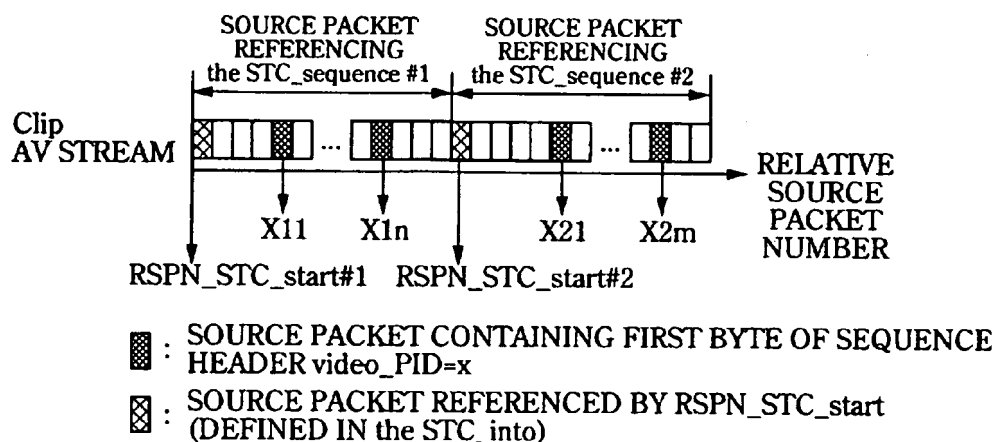 SOURCE PACKET
REFERENCING
the STC_sequence #1
SOURCE PACKET
REFERENCING
the STC_sequence #2
Clip
AV STREAM
...
...
RELATIVE
SOURCE
PACKET
NUMBER
X11
X1n
X21
X2m
RSPN_STC_start#1
RSPN_STC_start#2
: SOURCE PACKET CONTAINING FIRST BYTE OF SEQUENCE
HEADER video_PID=x
: SOURCE PACKET REFERENCED BY RSPN_STC_start
(DEFINED IN the STC_into)